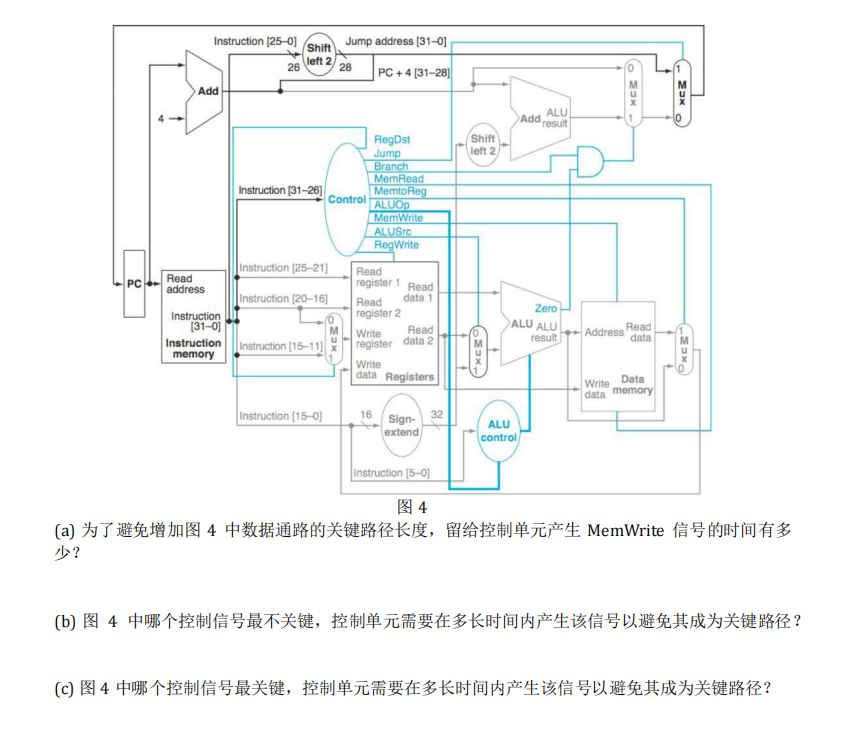 Instruction [25–0]
Shift
left 2
Jump address [31–0]
26
28
PC + 4 [31–28]
Add
4
0
M
u
x
1
1
M
u
x
0
Add
ALU
result
Shift
left 2
RegDst
Jump
Branch
MemRead
MemtoReg
ALUOp
MemWrite
ALUSrc
RegWrite
Instruction [31–26]
Control
PC
Read
address
Instruction
[31–0]
Instruction
memory
Instruction [25–21]
Instruction [20–16]
Instruction [15–11]
0
M
u
x
1
Read
register 1
Read
register 2
Write
register
Write
data
Read
data 1
Read
data 2
Registers
0
M
u
x
1
Zero
ALU
ALU
result
Address
Read
data
Write
data
Data
memory
1
M
u
x
0
Instruction [15–0]
16
Sign-
extend
32
ALU
control
Instruction [5–0]
图 4
(a) 为了避免增加图 4 中数据通路的关键路径长度，留给控制单元产生 MemWrite 信号的时间有多
少？
(b) 图 4 中哪个控制信号最不关键，控制单元需要在多长时间内产生该信号以避免其成为关键路径？
(c) 图 4 中哪个控制信号最关键，控制单元需要在多长时间内产生该信号以避免其成为关键路径？